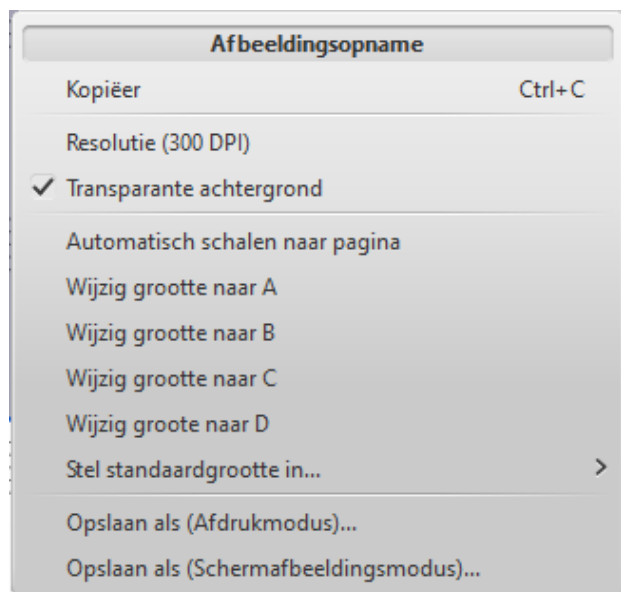 Afbeeldingsopname
Kopiëer Ctrl+C
Resolutie (300 DPI)
Transparante achtergrond
Automatisch schalen naar pagina
Wijzig grootte naar A
Wijzig grootte naar B
Wijzig grootte naar C
Wijzig groote naar D
Stel standaardgrootte in...
Opslaan als (Afdrukmodus)...
Opslaan als (Schermafbeeldingsmodus)...